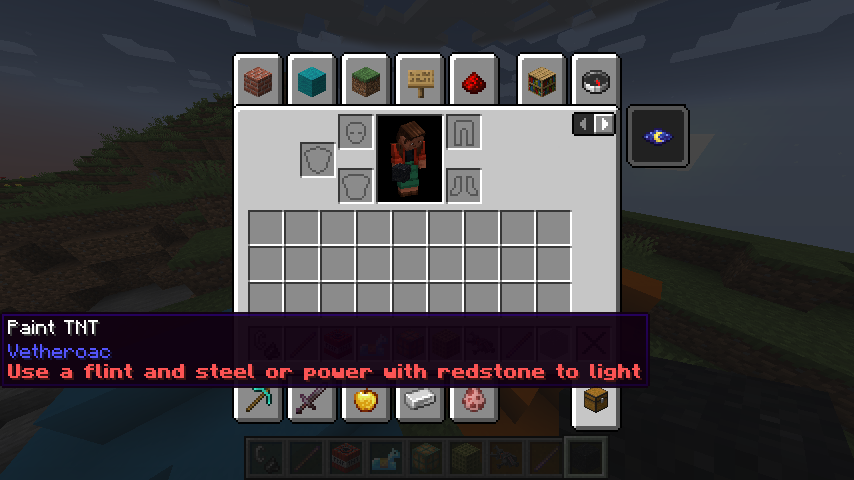 Paint TNT
Vetheroac
Use a flint and steel or power with redstone to light